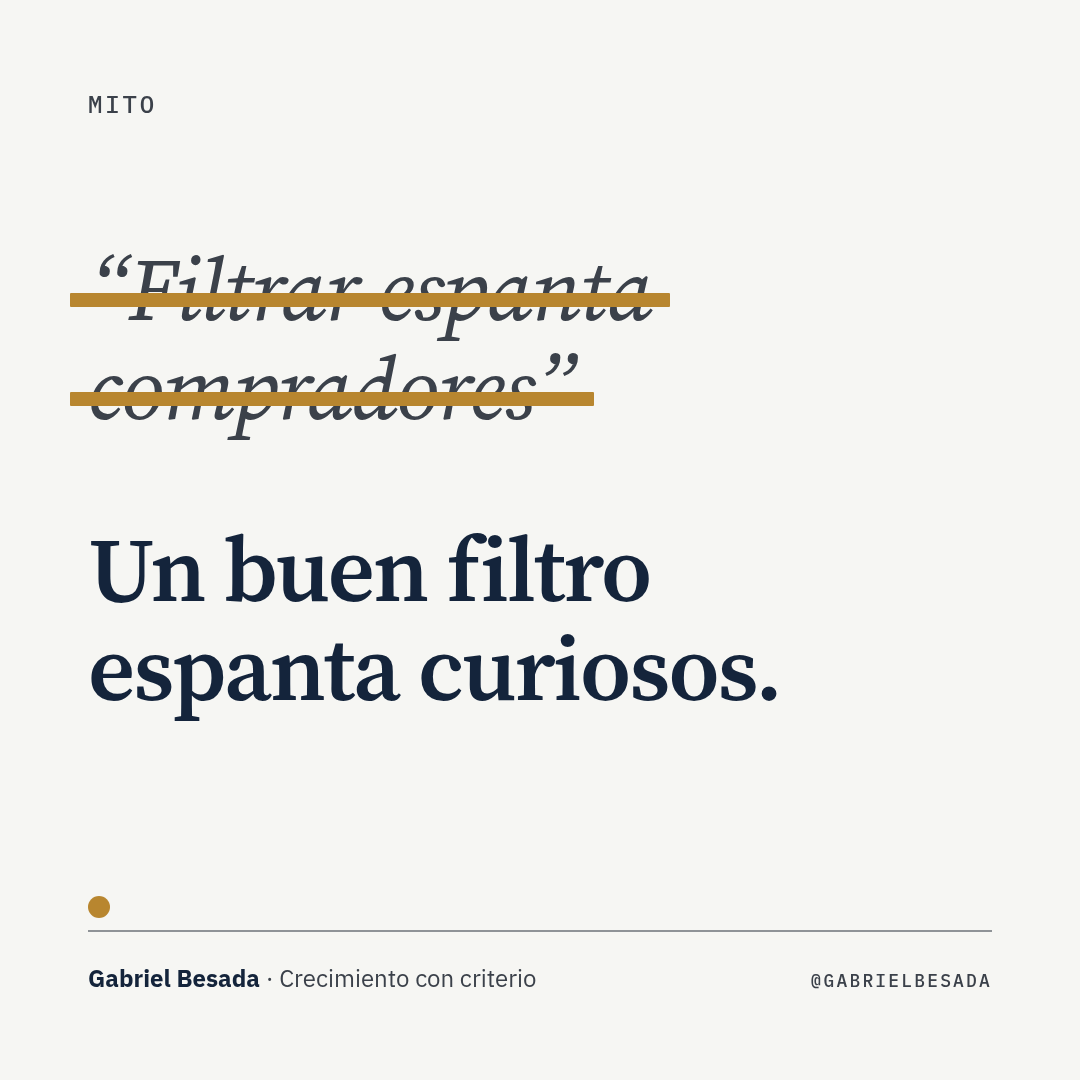 MITO
“Filtrar espanta
compradores”
Un buen filtro
espanta curiosos.
Gabriel Besada · Crecimiento con criterio
@GABRIELBESADA